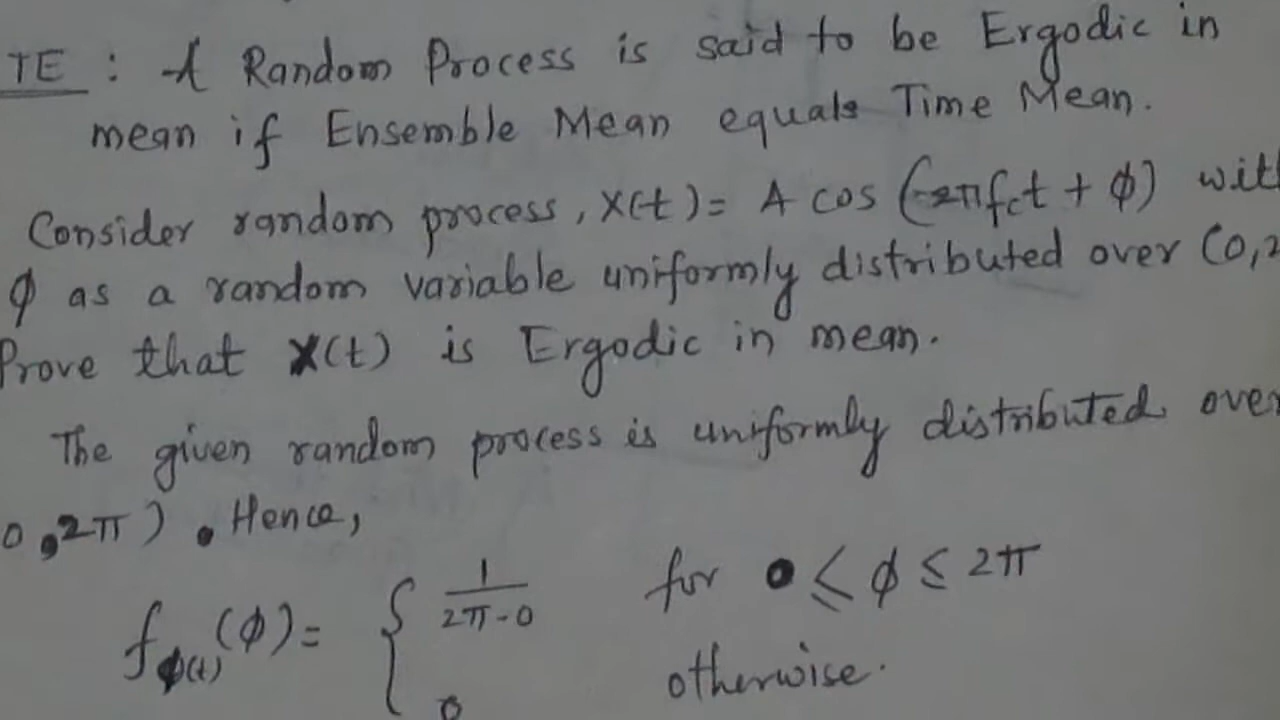 TE : A Random Process is said to be Ergodic in
mean if Ensemble Mean equals Time Mean.
Consider random process, X(t) = A cos (2πfct + φ) wit
φ as a random variable uniformly distributed over (0,2
Prove that X(t) is Ergodic in mean.
The given random process is uniformly distributed over
0,2π). Hence,
fφ(t)(φ) = { 1/(2π-0) for 0 ≤ φ ≤ 2π
0 otherwise.